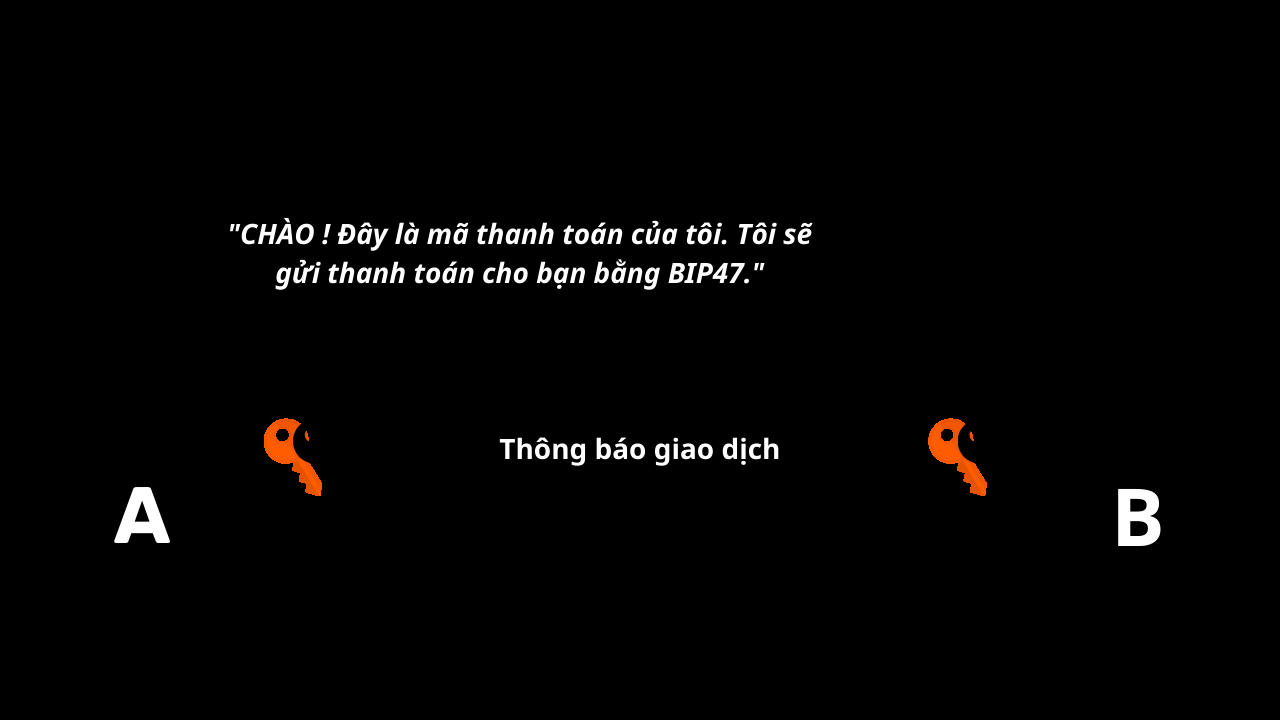 "CHÀO ! Đây là mã thanh toán của tôi. Tôi sẽ
gửi thanh toán cho bạn bằng BIP47."
Thông báo giao dịch
A
B